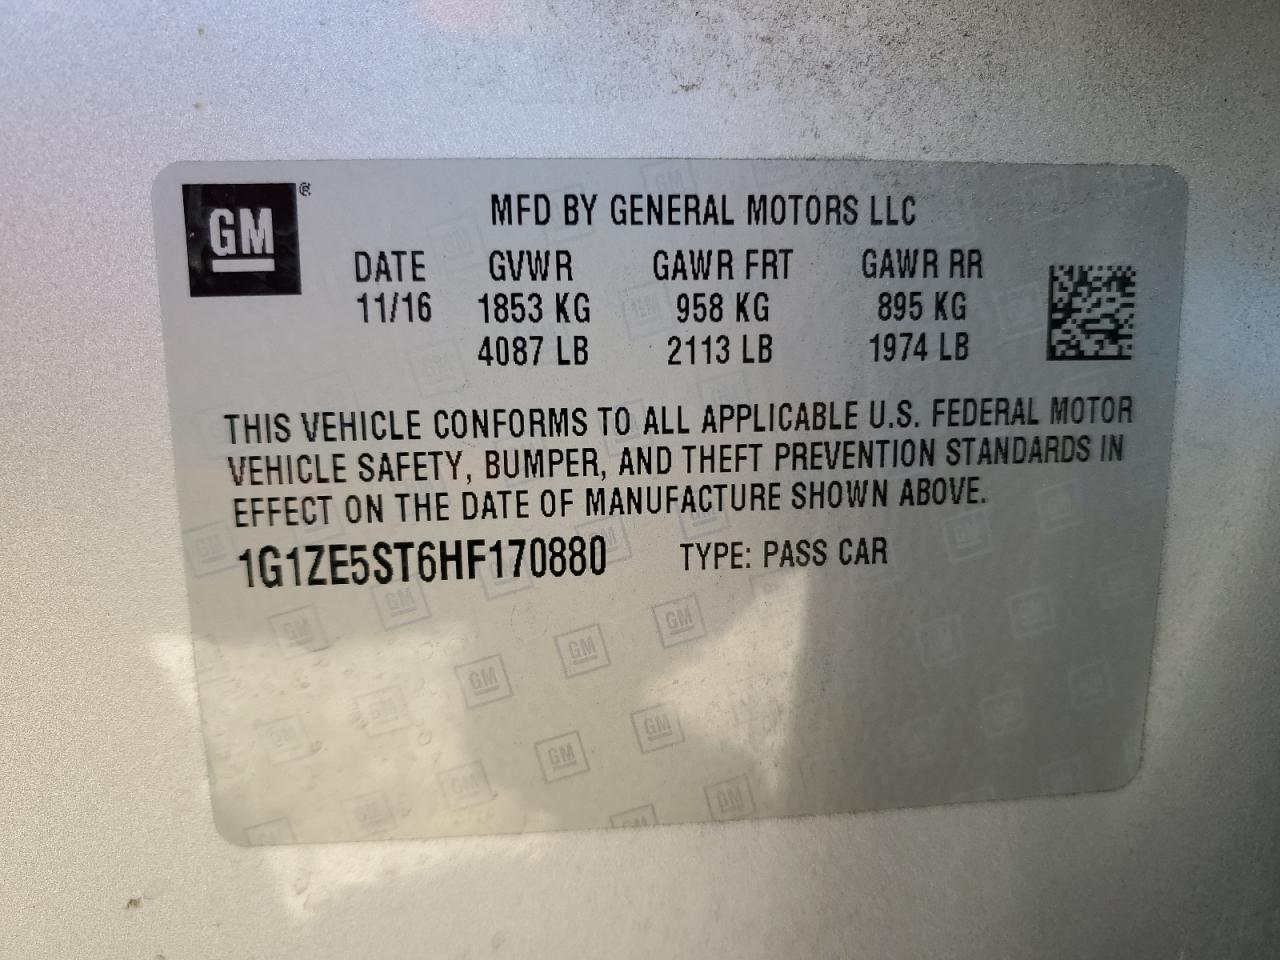 GM ®
MFD BY GENERAL MOTORS LLC
DATE GVWR GAWR FRT GAWR RR
11/16 1853 KG 958 KG 895 KG
4087 LB 2113 LB 1974 LB
THIS VEHICLE CONFORMS TO ALL APPLICABLE U.S. FEDERAL MOTOR
VEHICLE SAFETY, BUMPER, AND THEFT PREVENTION STANDARDS IN
EFFECT ON THE DATE OF MANUFACTURE SHOWN ABOVE.
1G1ZE5ST6HF170880 TYPE: PASS CAR